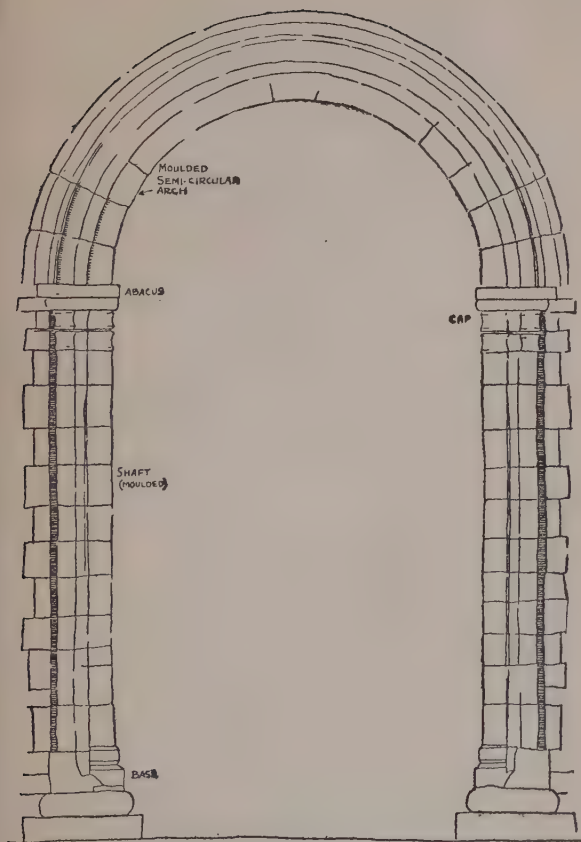 MOULDED
SEMI-CIRCULAR
ARCH
ABACUS
CAP
SHAFT
(MOULDED)
BASE